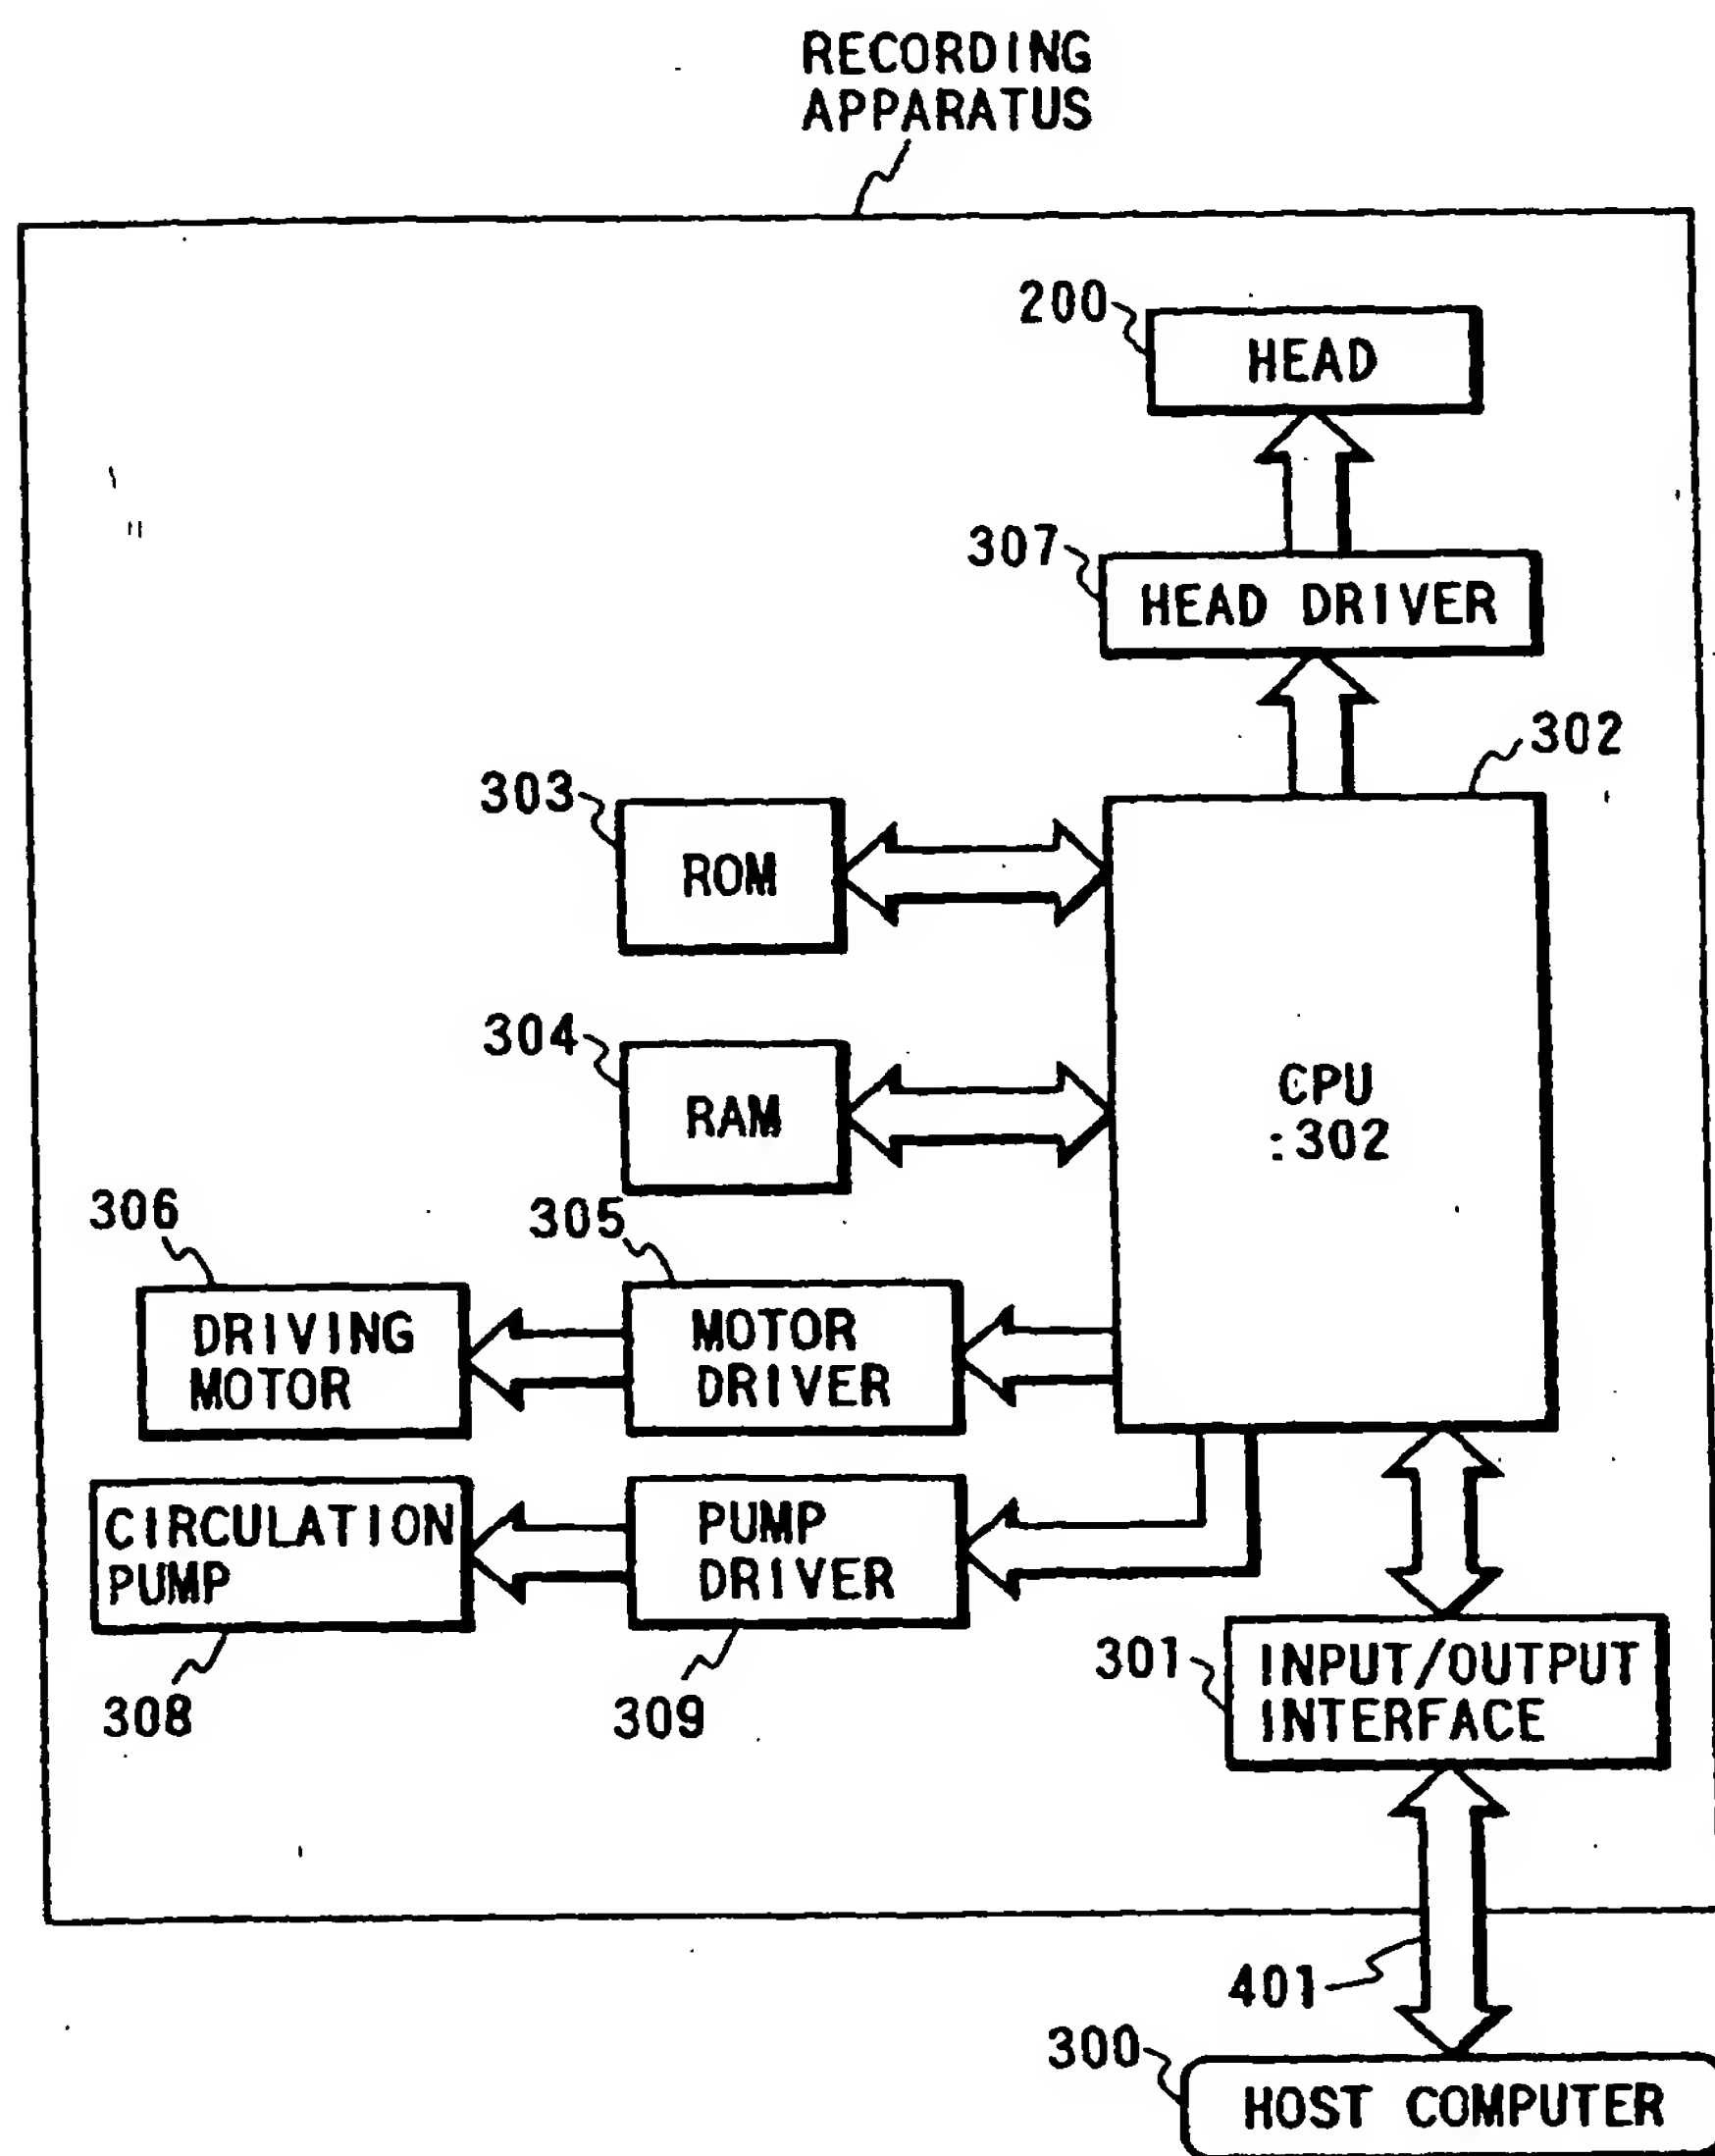 RECORDING
APPARATUS
200
HEAD
307
HEAD DRIVER
302
303
ROM
304
RAM
CPU
:302
306
305
DRIVING
MOTOR
MOTOR
DRIVER
CIRCULATION
PUMP
PUMP
DRIVER
308
309
301
INPUT/OUTPUT
INTERFACE
401
300
HOST COMPUTER